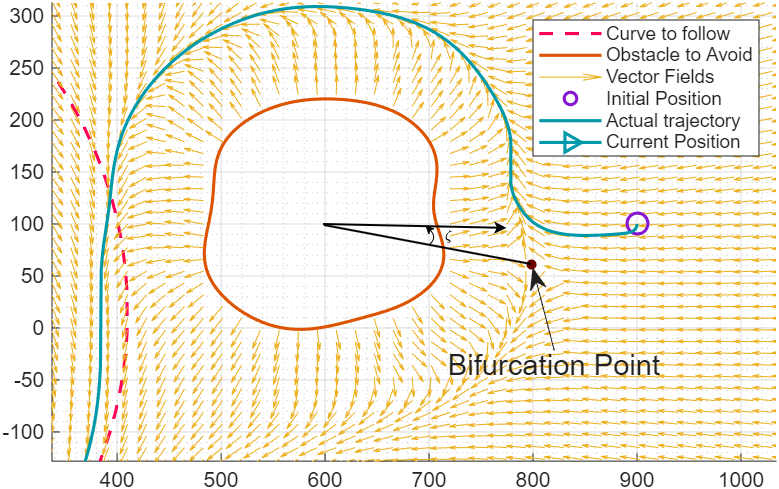 300
250
200
150
100
50
0
-50
-100
400
500
600
700
800
900
1000
Curve to follow
Obstacle to Avoid
Vector Fields
Initial Position
Actual trajectory
Current Position
ζ
Bifurcation Point